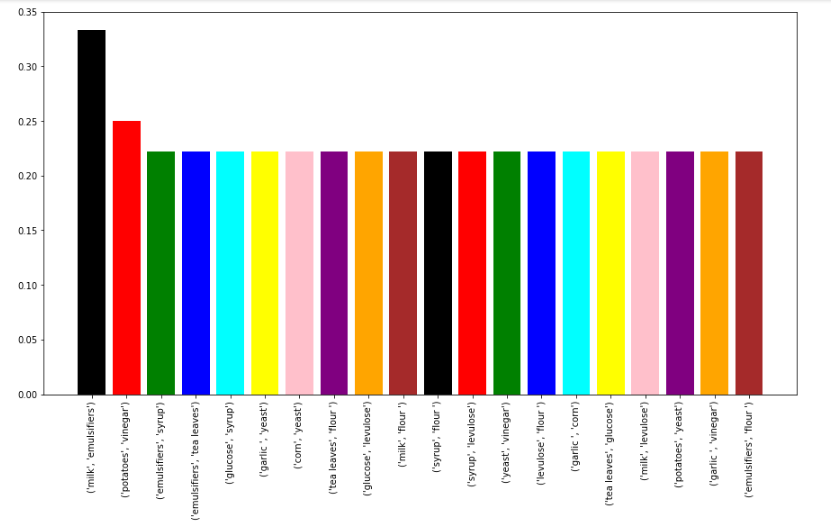 0.35
0.30
0.25
0.20
0.15
0.10
0.05
0.00
('milk', 'emulsifiers')
('potatoes', 'vinegar')
('emulsifiers', 'syrup')
('emulsifiers', 'tea leaves')
('glucose', 'syrup')
('garlic ', 'yeast')
('corn', 'yeast')
('tea leaves', 'flour ')
('glucose', 'levulose')
('milk', 'flour ')
('syrup', 'flour ')
('syrup', 'levulose')
('yeast', 'vinegar')
('levulose', 'flour ')
('garlic ', 'corn')
('tea leaves', 'glucose')
('milk', 'levulose')
('potatoes', 'yeast')
('garlic ', 'vinegar')
('emulsifiers', 'flour ')